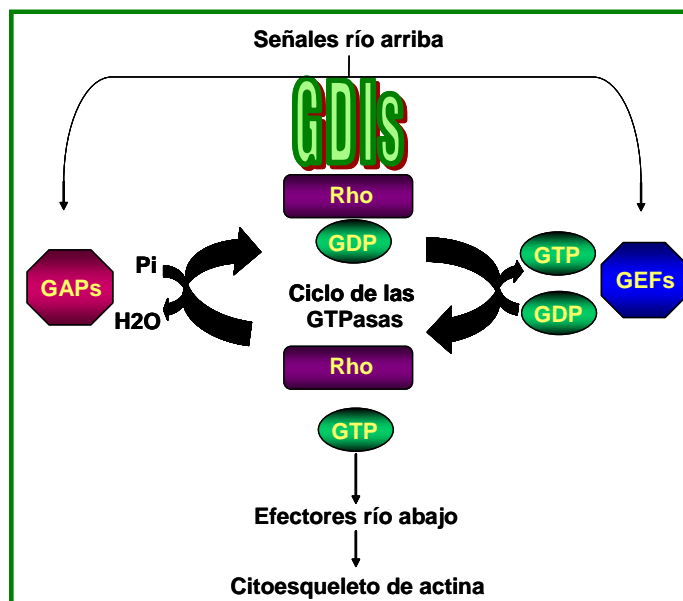 Señales río arriba
GDIs
Rho
GDP
GTP
GAPs
Pi
GEFs
Ciclo de las
GTPasas
H2O
GDP
Rho
GTP
Efectores río abajo
Citoesqueleto de actina